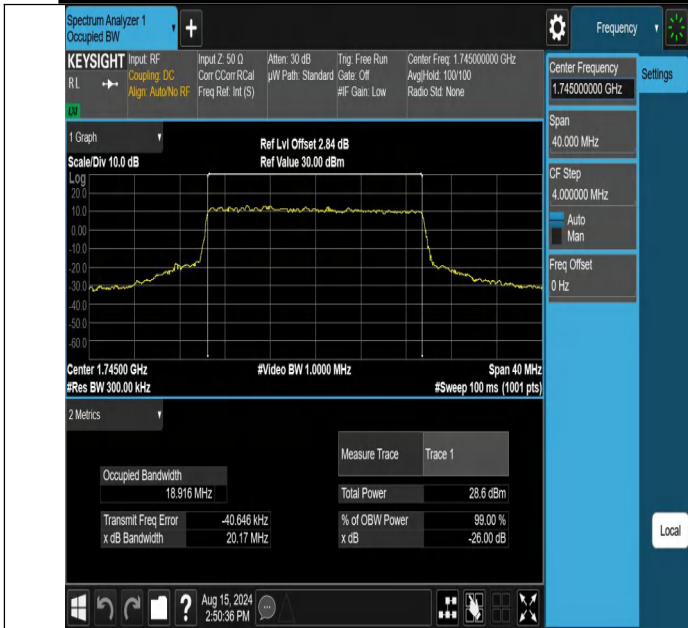 Spectrum Analyzer 1
Occupied BW
Frequency
KEYSIGHT
Input: RF
Input Z: 50 Ω
Atten: 30 dB
Trig: Free Run
Center Freq: 1.745000000 GHz
R L
Coupling: DC
Corr CCorr RCal
µW Path: Standard
Gate: Off
Avg|Hold: 100/100
Align: Auto/No RF
Freq Ref: Int (S)
#IF Gain: Low
Radio Std: None
LXI
Center Frequency
1.745000000 GHz
Settings
Span
40.000 MHz
CF Step
4.000000 MHz
Auto
Man
Freq Offset
0 Hz
Local
1 Graph
Ref Lvl Offset 2.84 dB
Scale/Div 10.0 dB
Ref Value 30.00 dBm
Log
20.0
10.0
0.00
-10.0
-20.0
-30.0
-40.0
-50.0
-60.0
Center 1.74500 GHz
#Video BW 1.0000 MHz
Span 40 MHz
#Res BW 300.00 kHz
#Sweep 100 ms (1001 pts)
2 Metrics
Measure Trace
Trace 1
Occupied Bandwidth
18.916 MHz
Total Power
28.6 dBm
Transmit Freq Error
-40.646 kHz
% of OBW Power
99.00 %
x dB Bandwidth
20.17 MHz
x dB
-26.00 dB
Aug 15, 2024
2:50:36 PM